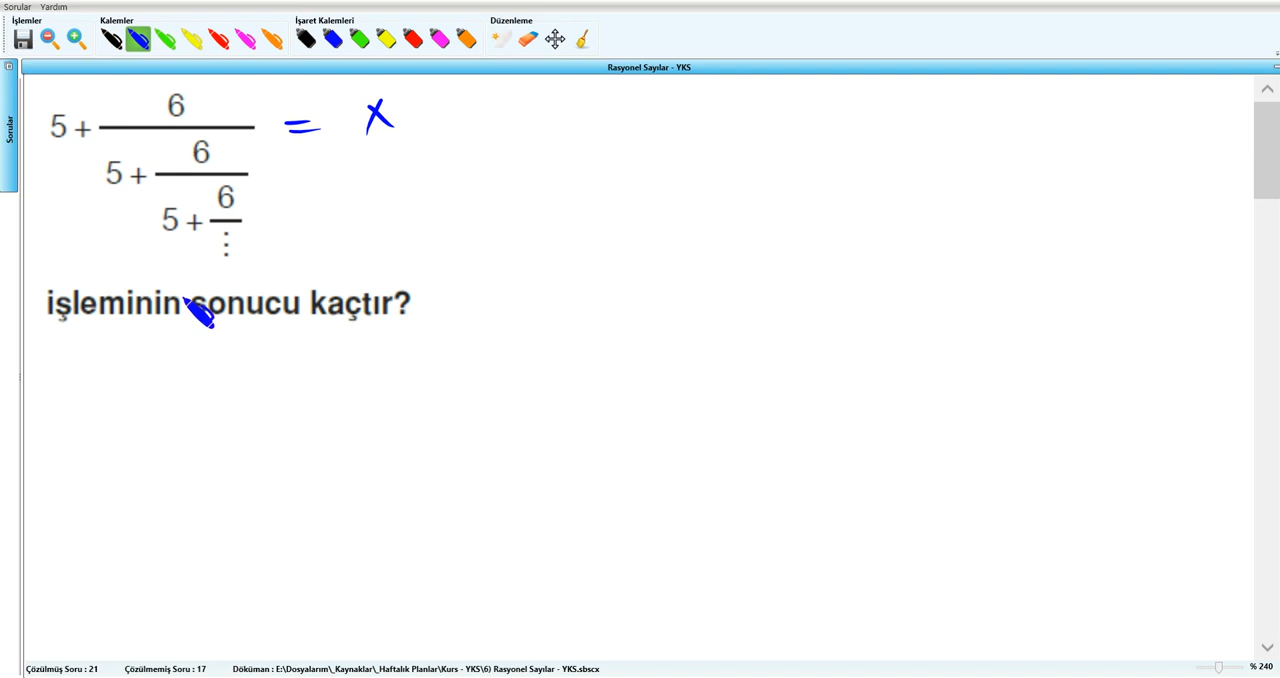 Sorular Yardım
İşlemler Kalemler İşaret Kalemleri Düzenleme
Rasyonel Sayılar - YKS
Sorular
6
5 + = x
6
5 +
6
5 +
⋮
işleminin sonucu kaçtır?
Çözülmüş Soru : 21 Çözülmemiş Soru : 17 Döküman : E:\Dosyalarım\_Kaynaklar\_Haftalık Planlar\Kurs - YKS\6) Rasyonel Sayılar - YKS.sbscx % 240